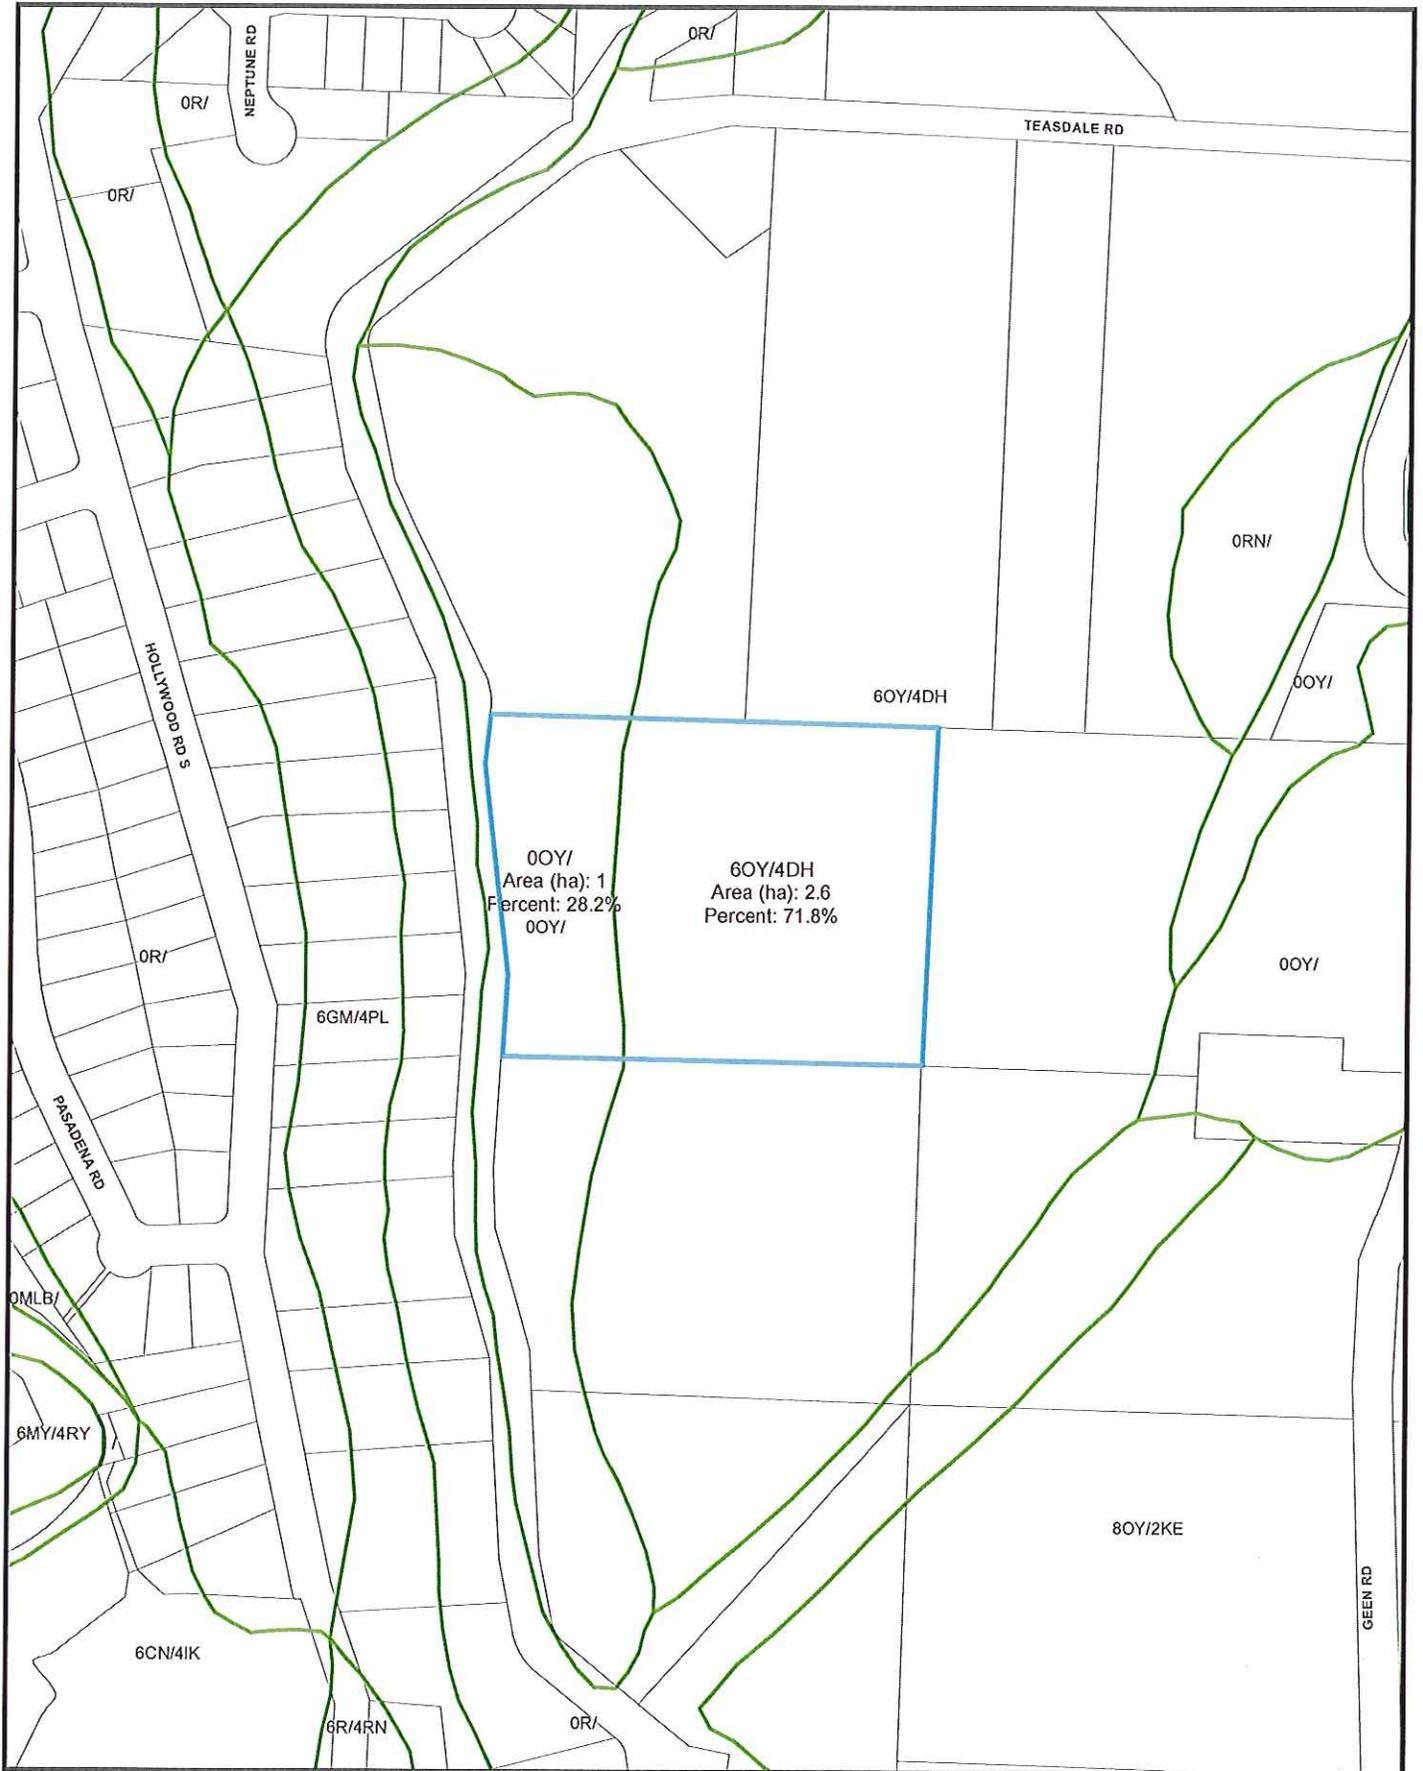 0R/
NEPTUNE RD
0R/
TEASDALE RD
0R/
0RN/
0OY/
6OY/4DH
HOLLYWOOD RD S
0OY/
Area (ha): 1
Percent: 28.2%
0OY/
6OY/4DH
Area (ha): 2.6
Percent: 71.8%
0R/
0OY/
6GM/4PL
PASADENA RD
0MLB/
6MY/4RY
8OY/2KE
GEEN RD
6CN/4IK
6R/4RN
0R/